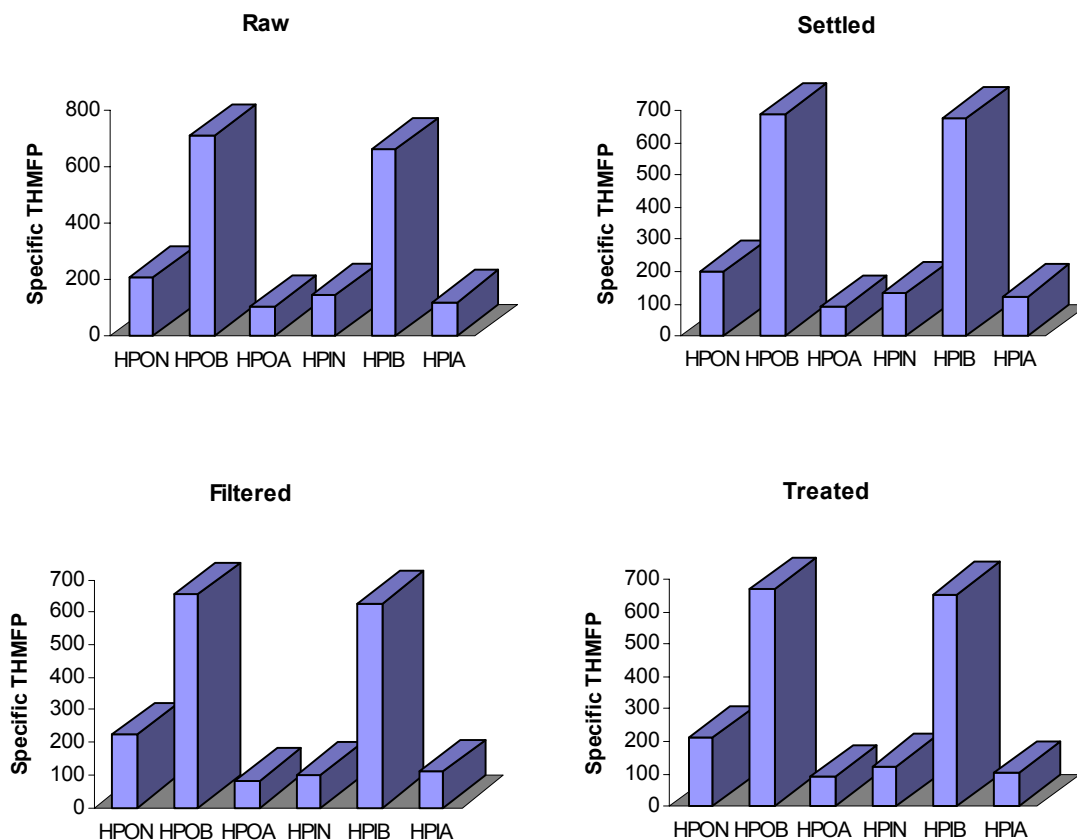 Raw
Specific THMFP
800
600
400
200
0
HPON HPOB HPOA HPIN HPIB HPIA
Settled
Specific THMFP
700
600
500
400
300
200
100
0
HPON HPOB HPOA HPIN HPIB HPIA
Filtered
Specific THMFP
700
600
500
400
300
200
100
0
HPON HPOB HPOA HPIN HPIB HPIA
Treated
Specific THMFP
700
600
500
400
300
200
100
0
HPON HPOB HPOA HPIN HPIB HPIA